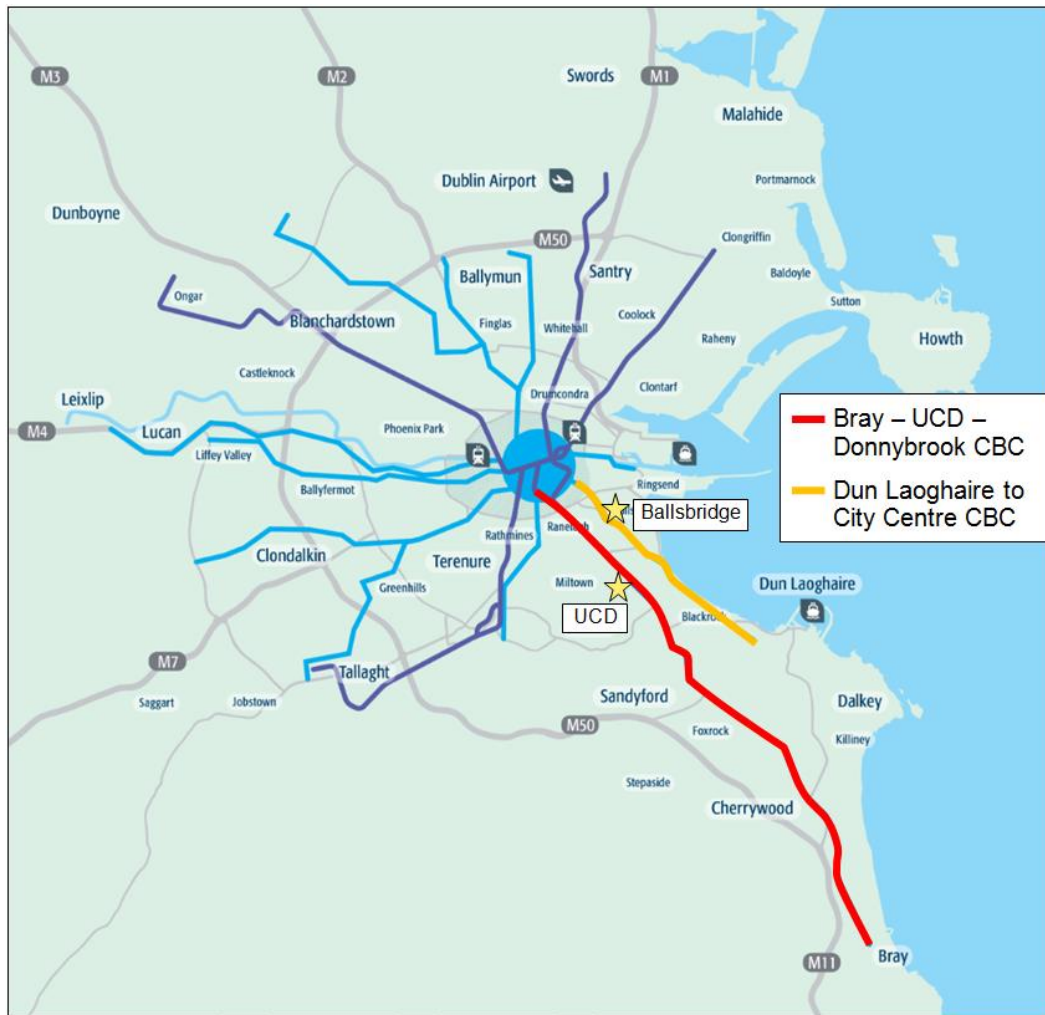 M3
M2
Swords
M1
Malahide
Portmarnock
Dublin Airport
Dunboyne
M50
Clongriffin
Ballymun
Santry
Baldoyle
Ongar
Finglas
Coolock
Sutton
Blanchardstown
Whitehall
Raheny
Howth
Castleknock
Drumcondra
Clontarf
Leixlip
Phoenix Park
M4
Lucan
Liffey Valley
Ballyfermot
Ringsend
Bray – UCD –
Donnybrook CBC
Dun Laoghaire to
City Centre CBC
Ballsbridge
Ranelagh
Rathmines
Clondalkin
Terenure
Greenhills
Miltown
UCD
Dun Laoghaire
Blackrock
M7
Tallaght
Saggart
Jobstown
Sandyford
Dalkey
M50
Foxrock
Killiney
Stepaside
Cherrywood
M11
Bray